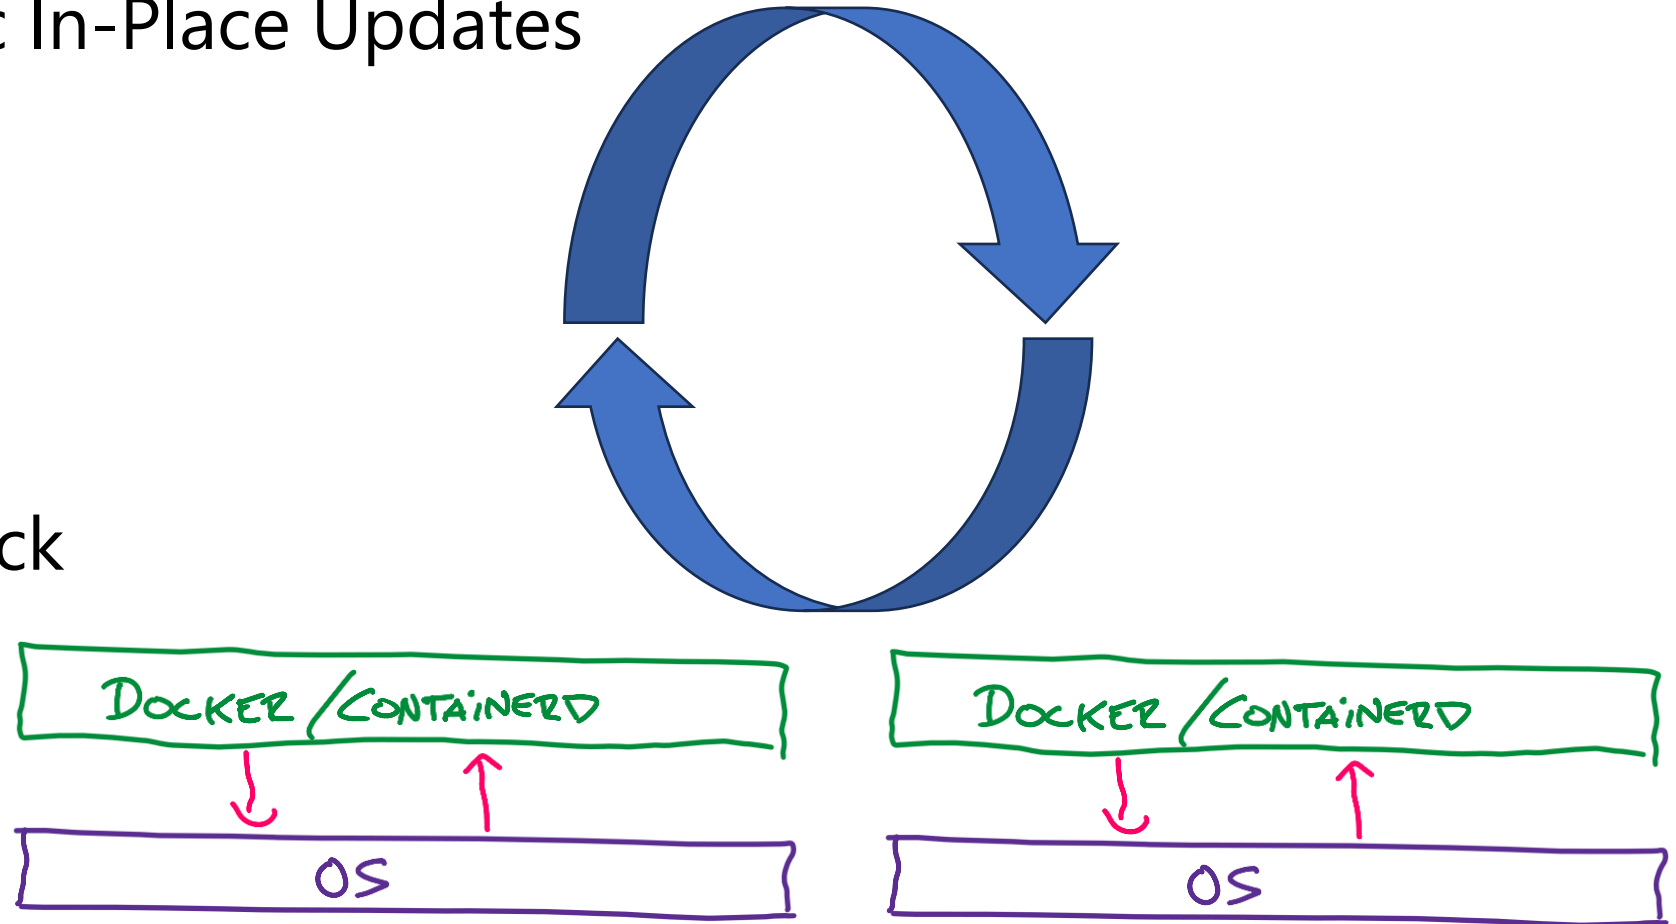 c In-Place Updates
ck
DOCKER/CONTAINERD
DOCKER/CONTAINERD
OS
OS